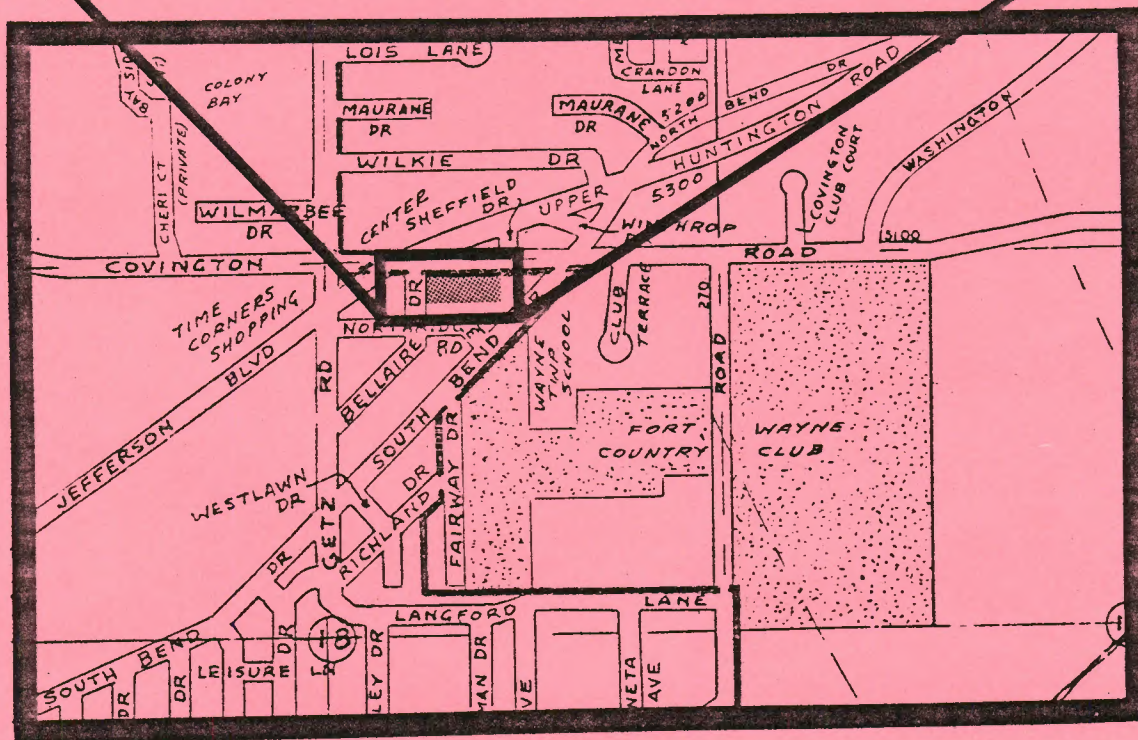 LOIS LANE
CRANDON
LANE
5200
NORTH BEND DR
COLONY
BAY
MAURANE
DR
MAURANE
DR
HUNTINGTON ROAD
WASHINGTON
WILKIE DR
CHERI CT
(PRIVATE)
CENTER
SHEFFIELD
DR
UPPER
5300
COVINGTON
CLUB COURT
WILMARBEE
DR
WINTHROP
COVINGTON
ROAD
5100
TIME
CORNERS
SHOPPING
DR
CLUB
TERRACE
270
ROAD
JEFFERSON BLVD
RD
BELLAIRE
RD
SOUTH BEND
DR
WAYNE
TWP
SCHOOL
FORT
COUNTRY
WAYNE
CLUB
WESTLAWN
DR
GETZ
RICHLAND DR
FAIRWAY DR
LANGFORD LANE
SOUTH BEND
DR
DR
DR
LEISURE
18
LEY DR
MAN DR
VE
NETA
AVE